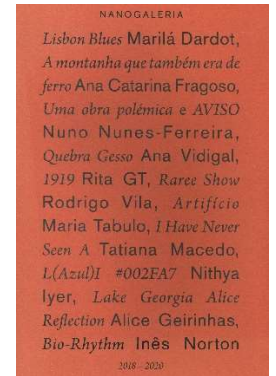 NANOGALERIA
Lisbon Blues Marilá Dardot,
A montanha que também era de
ferro Ana Catarina Fragoso,
Uma obra polémica e AVISO
Nuno Nunes-Ferreira,
Quebra Gesso Ana Vidigal,
1919 Rita GT, Raree Show
Rodrigo Vila, Artifício
Maria Tabulo, I Have Never
Seen A Tatiana Macedo,
L(Azul)I #002FA7 Nithya
Iyer, Lake Georgia Alice
Reflection Alice Geirinhas,
Bio-Rhythm Inês Norton
2018 – 2020